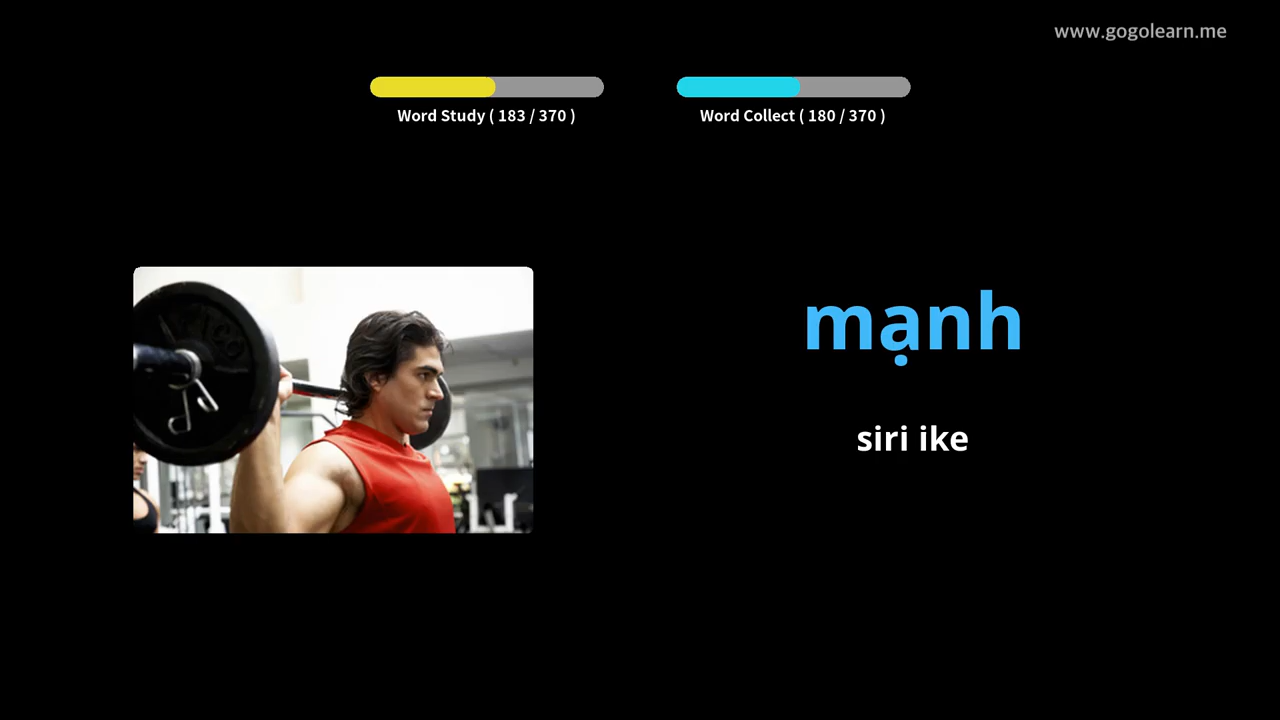 www.gogolearn.me
Word Study ( 183 / 370 )
Word Collect ( 180 / 370 )
mạnh
siri ike